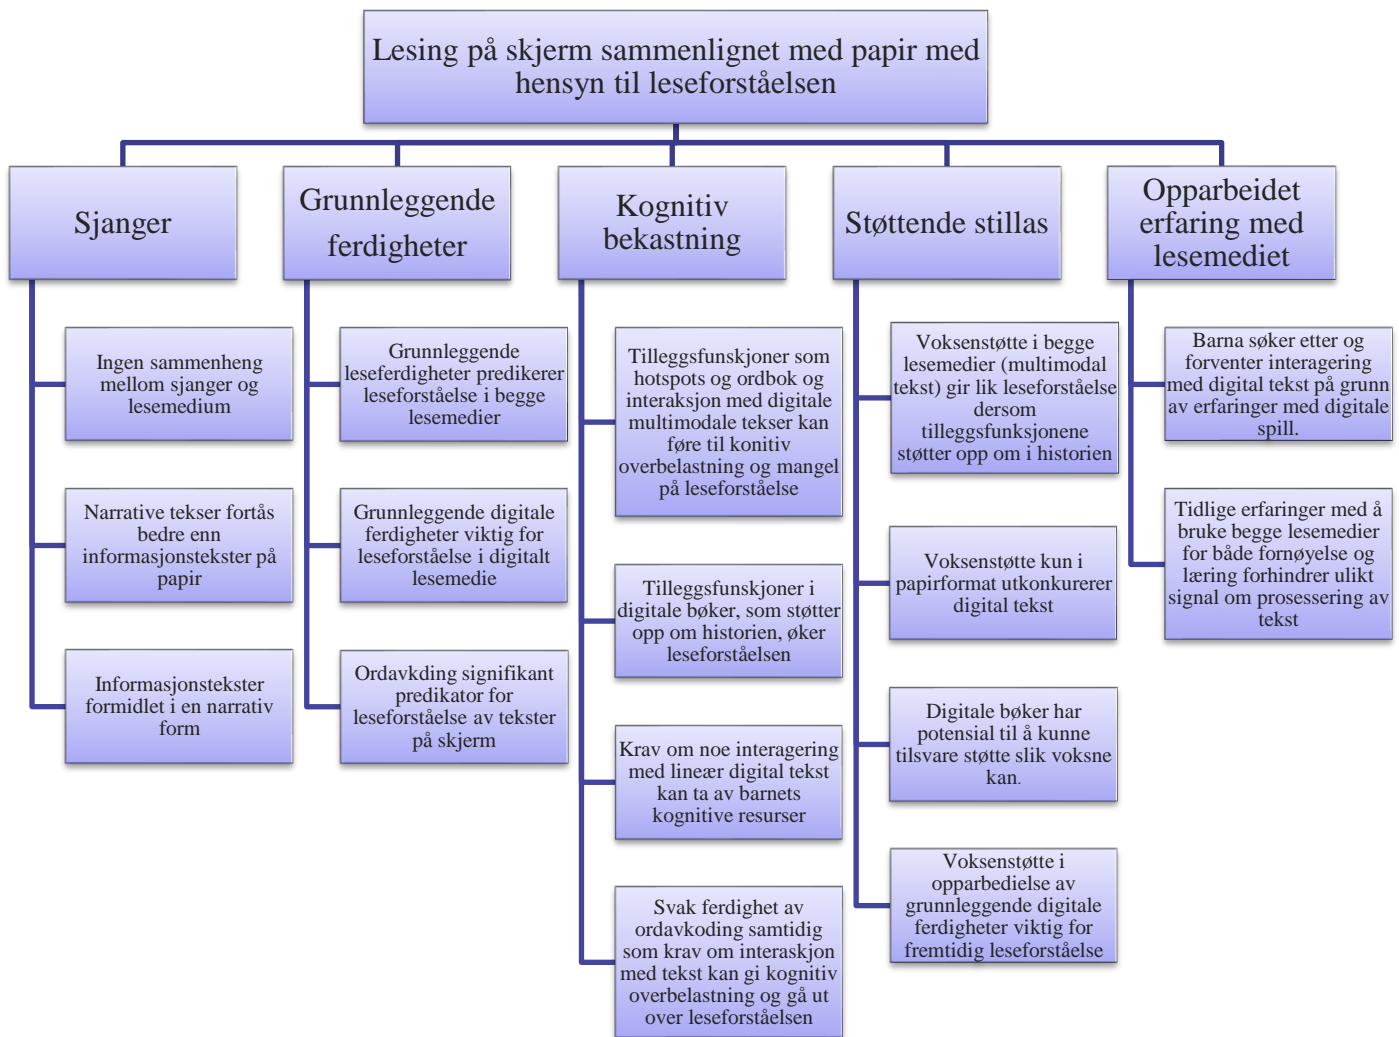 Lesing på skjerm sammenlignet med papir med
hensyn til leseforståelsen
Sjanger
Ingen sammenheng
mellom sjanger og
lesemedium
Narrative tekser fortås
bedre enn
informasjonstekster på
papir
Informasjonstekster
formidlet i en narrativ
form
Grunnleggende
ferdigheter
Grunnleggende
leseferdigheter predikerer
leseforståelse i begge
lesemedier
Grunnleggende digitale
ferdigheter viktig for
leseforståelse i digitalt
lesemedie
Ordavkding signifikant
predikator for
leseforståelse av tekster
på skjerm
Kognitiv
bekastning
Tilleggsfunskjoner som
hotspots og ordbok og
interaksjon med digitale
multimodale tekser kan
føre til konitiv
overbelastning og mangel
på leseforståelse
Tilleggsfunskjoner i
digitale bøker, som støtter
opp om historien, øker
leseforståelsen
Krav om noe interagering
med lineær digital tekst
kan ta av barnets
kognitive resurser
Svak ferdighet av
ordavkoding samtidig
som krav om interaskjon
med tekst kan gi kognitiv
overbelastning og gå ut
over leseforståelsen
Støttende stillas
Voksenstøtte i begge
lesemedier (multimodal
tekst) gir lik leseforståelse
dersom
tilleggsfunksjonene
støtter opp om i historien
Voksenstøtte kun i
papirformat utkonkurerer
digital tekst
Digitale bøker har
potensial til å kunne
tilsvare støtte slik voksne
kan.
Voksenstøtte i
opparbedielse av
grunnleggende digitale
ferdigheter viktig for
fremtidig leseforståelse
Opparbeidet
erfaring med
lesemediet
Barna søker etter og
forventer interagering
med digital tekst på grunn
av erfaringer med digitale
spill.
Tidlige erfaringer med å
bruke begge lesemedier
for både fornøyelse og
læring forhindrer ulikt
signal om prosessering av
tekst